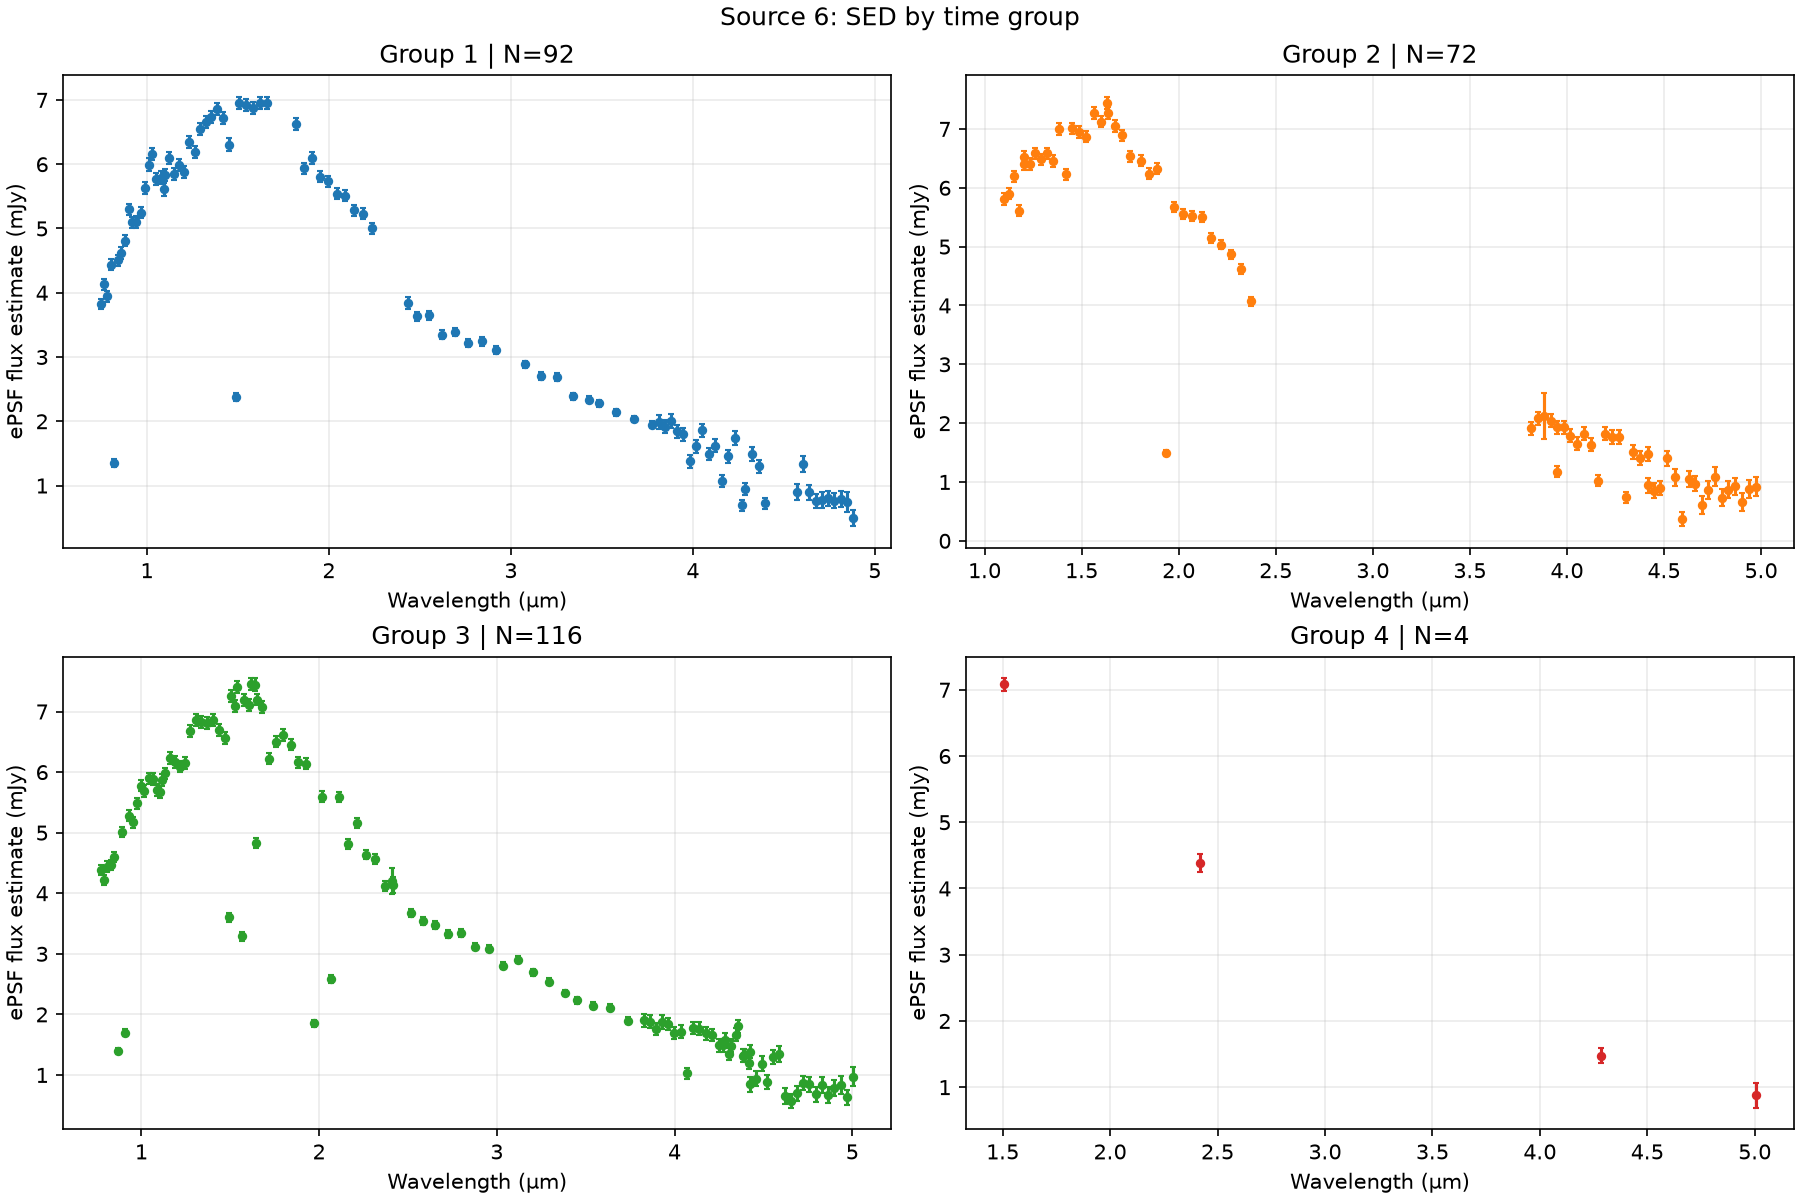 Source 6: SED by time group
Group 1 | N=92
ePSF flux estimate (mJy)
7
6
5
4
3
2
1
1 2 3 4 5
Wavelength (μm)
Group 2 | N=72
ePSF flux estimate (mJy)
7
6
5
4
3
2
1
0
1.0 1.5 2.0 2.5 3.0 3.5 4.0 4.5 5.0
Wavelength (μm)
Group 3 | N=116
ePSF flux estimate (mJy)
7
6
5
4
3
2
1
1 2 3 4 5
Wavelength (μm)
Group 4 | N=4
ePSF flux estimate (mJy)
7
6
5
4
3
2
1
1.5 2.0 2.5 3.0 3.5 4.0 4.5 5.0
Wavelength (μm)